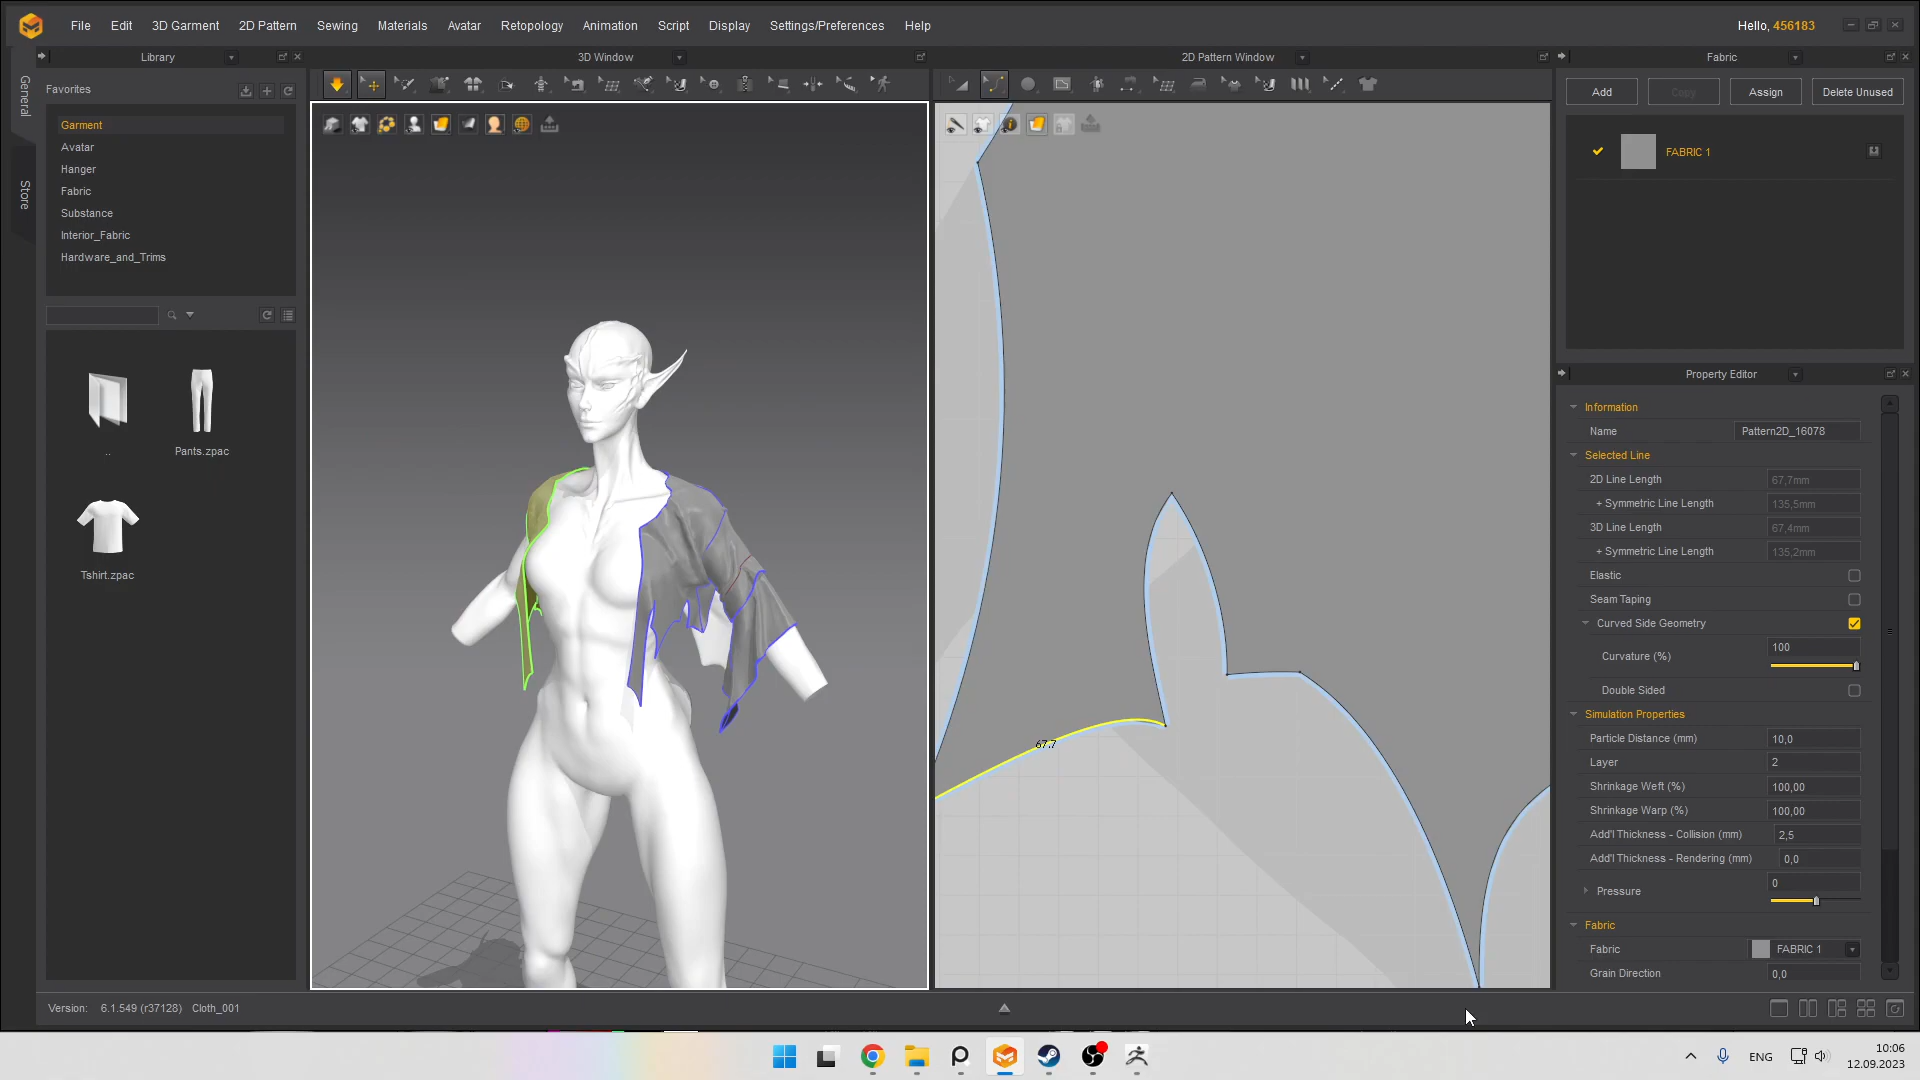 File Edit 3D Garment 2D Pattern Sewing Materials Avatar Retopology Animation Script Display Settings/Preferences Help
Hello, 456183
Library
3D Window
2D Pattern Window
Fabric
General
Store
Favorites
Garment
Avatar
Hanger
Fabric
Substance
Interior_Fabric
Hardware_and_Trims
..
Pants.zpac
Tshirt.zpac
67.7
Add Copy Assign Delete Unused
FABRIC 1
Property Editor
Information
Name Pattern2D_16078
Selected Line
2D Line Length 67,7mm
+ Symmetric Line Length 135,5mm
3D Line Length 67,4mm
+ Symmetric Line Length 135,2mm
Elastic
Seam Taping
Curved Side Geometry
Curvature (%) 100
Double Sided
Simulation Properties
Particle Distance (mm) 10,0
Layer 2
Shrinkage Weft (%) 100,00
Shrinkage Warp (%) 100,00
Add'l Thickness - Collision (mm) 2,5
Add'l Thickness - Rendering (mm) 0,0
Pressure 0
Fabric
Fabric FABRIC 1
Grain Direction 0,0
Version: 6.1.549 (r37128) Cloth_001
ENG
10:06
12.09.2023